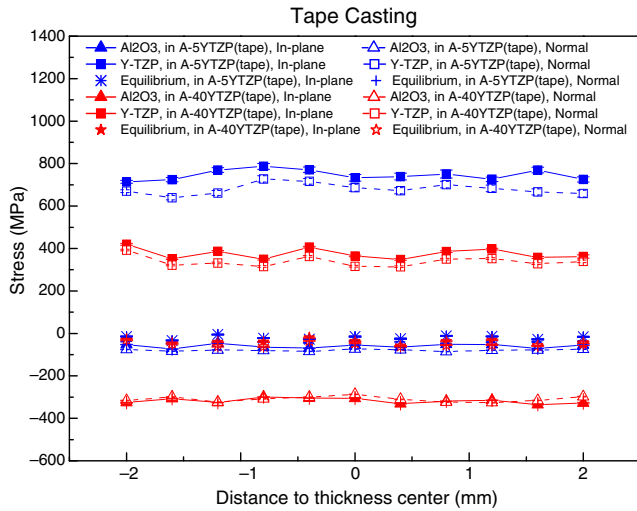 Tape Casting
1400
1200
1000
800
600
400
200
0
−200
−400
−600
Stress (MPa)
Al2O3, in A-5YTZP(tape), In-plane
Y-TZP, in A-5YTZP(tape), In-plane
Equilibrium, in A-5YTZP(tape), In-plane
Al2O3, in A-40YTZP(tape), In-plane
Y-TZP, in A-40YTZP(tape), In-plane
Equilibrium, in A-40YTZP(tape), In-plane
Al2O3, in A-5YTZP(tape), Normal
Y-TZP, in A-5YTZP(tape), Normal
Equilibrium, in A-5YTZP(tape), Normal
Al2O3, in A-40YTZP(tape), Normal
Y-TZP, in A-40YTZP(tape), Normal
Equilibrium, in A-40YTZP(tape), Normal
−2 −1 0 1 2
Distance to thickness center (mm)